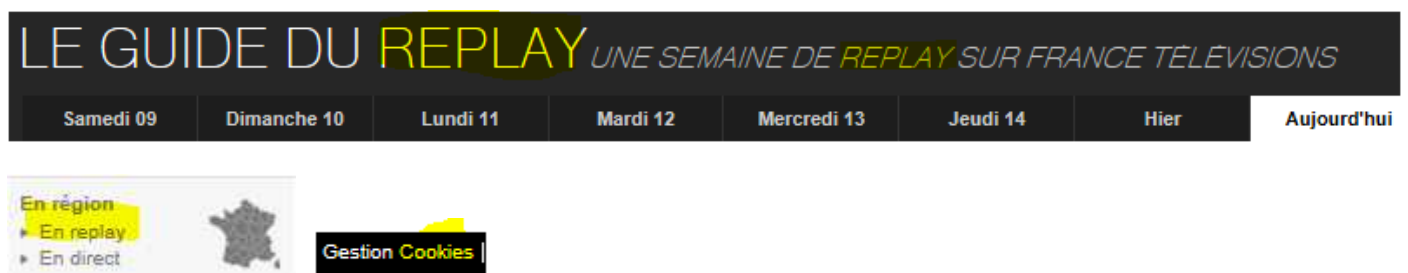 LE GUIDE DU REPLAY UNE SEMAINE DE REPLAY SUR FRANCE TÉLÉVISIONS
Samedi 09 Dimanche 10 Lundi 11 Mardi 12 Mercredi 13 Jeudi 14 Hier Aujourd'hui
En région
En replay
En direct
Gestion Cookies |